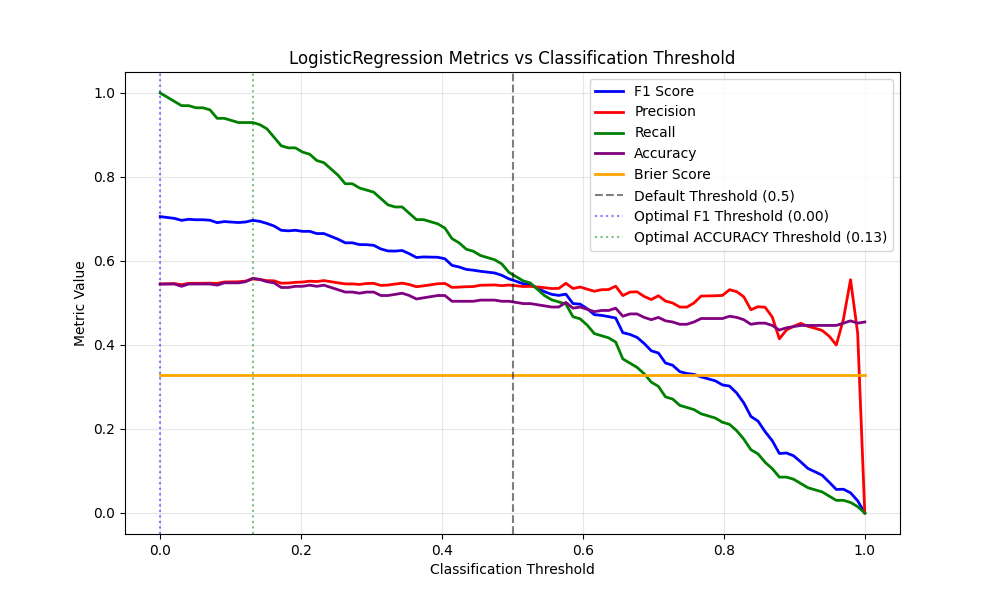 LogisticRegression Metrics vs Classification Threshold
Metric Value
1.0
0.8
0.6
0.4
0.2
0.0
F1 Score
Precision
Recall
Accuracy
Brier Score
Default Threshold (0.5)
Optimal F1 Threshold (0.00)
Optimal ACCURACY Threshold (0.13)
0.0 0.2 0.4 0.6 0.8 1.0
Classification Threshold